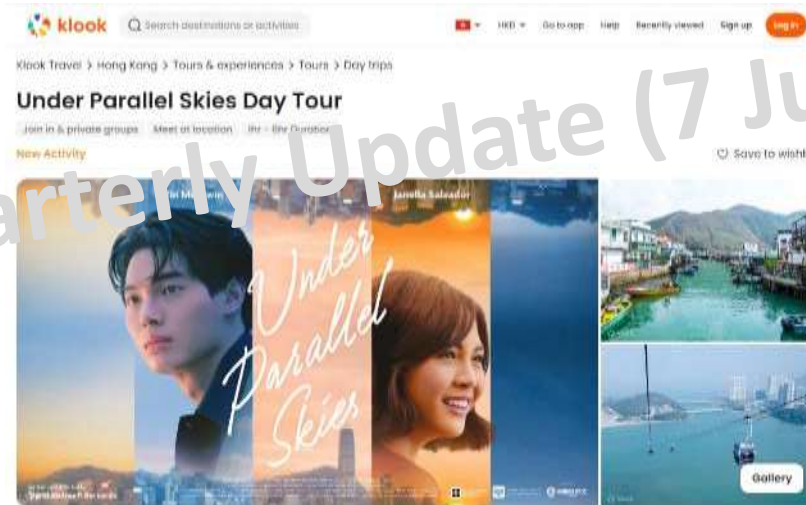 klook
Search destinations or activities
HKD
Go to app
Help
Recently viewed
Sign up
Log in
Klook Travel > Hong Kong > Tours & experiences > Tours > Day trips
Under Parallel Skies Day Tour
Join in & private groups
Meet at location
New Activity
Save to wishl
arterly Update (7 Ju
Janella Salvador
Under
Parallel
Skies
Gallery